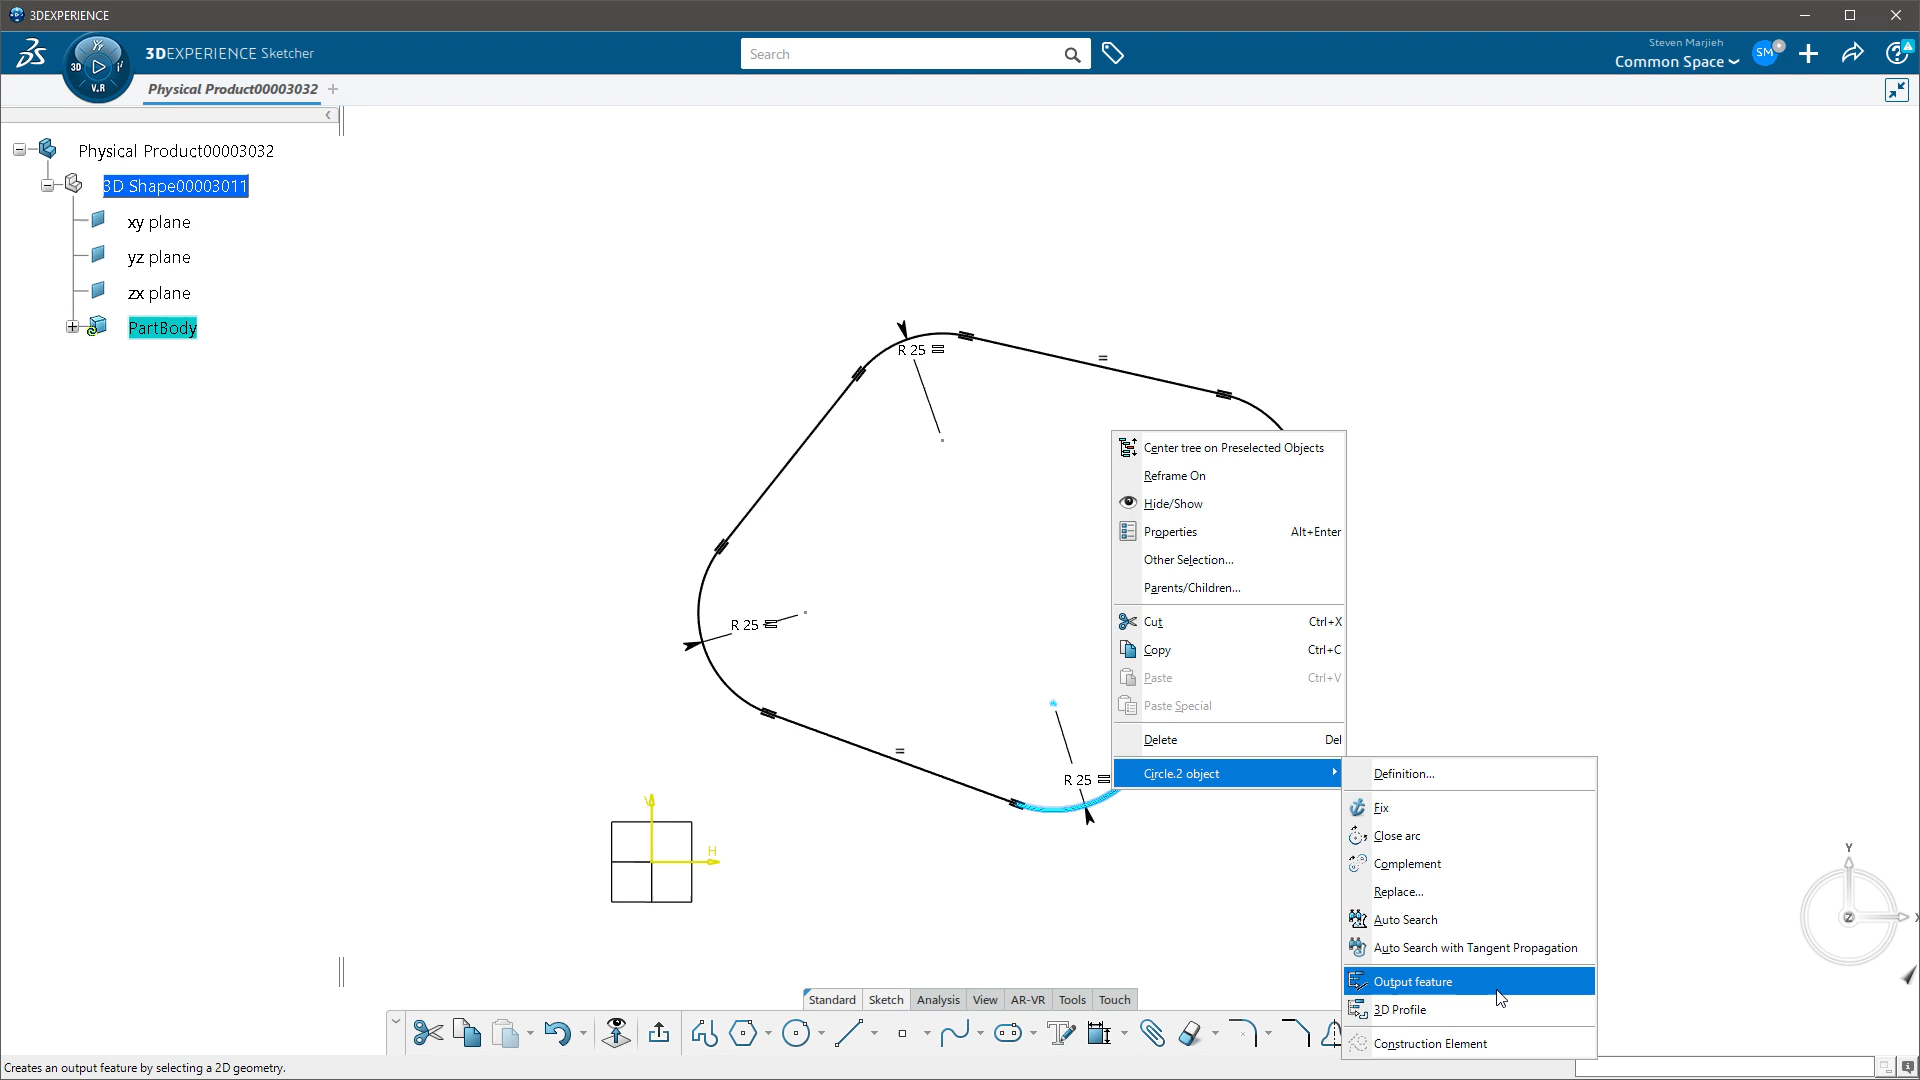 3DEXPERIENCE
3DEXPERIENCE Sketcher
Search
Steven Marjieh
Common Space
SM
3D
V.R
Physical Product00003032
Physical Product00003032
3D Shape00003011
xy plane
yz plane
zx plane
PartBody
R 25
R 25
R 25
V
H
Center tree on Preselected Objects
Reframe On
Hide/Show
Properties Alt+Enter
Other Selection...
Parents/Children...
Cut Ctrl+X
Copy Ctrl+C
Paste Ctrl+V
Paste Special
Delete Del
Circle.2 object
Definition...
Fix
Close arc
Complement
Replace...
Auto Search
Auto Search with Tangent Propagation
Output feature
3D Profile
Construction Element
Y
Z
X
Standard Sketch Analysis View AR-VR Tools Touch
Creates an output feature by selecting a 2D geometry.